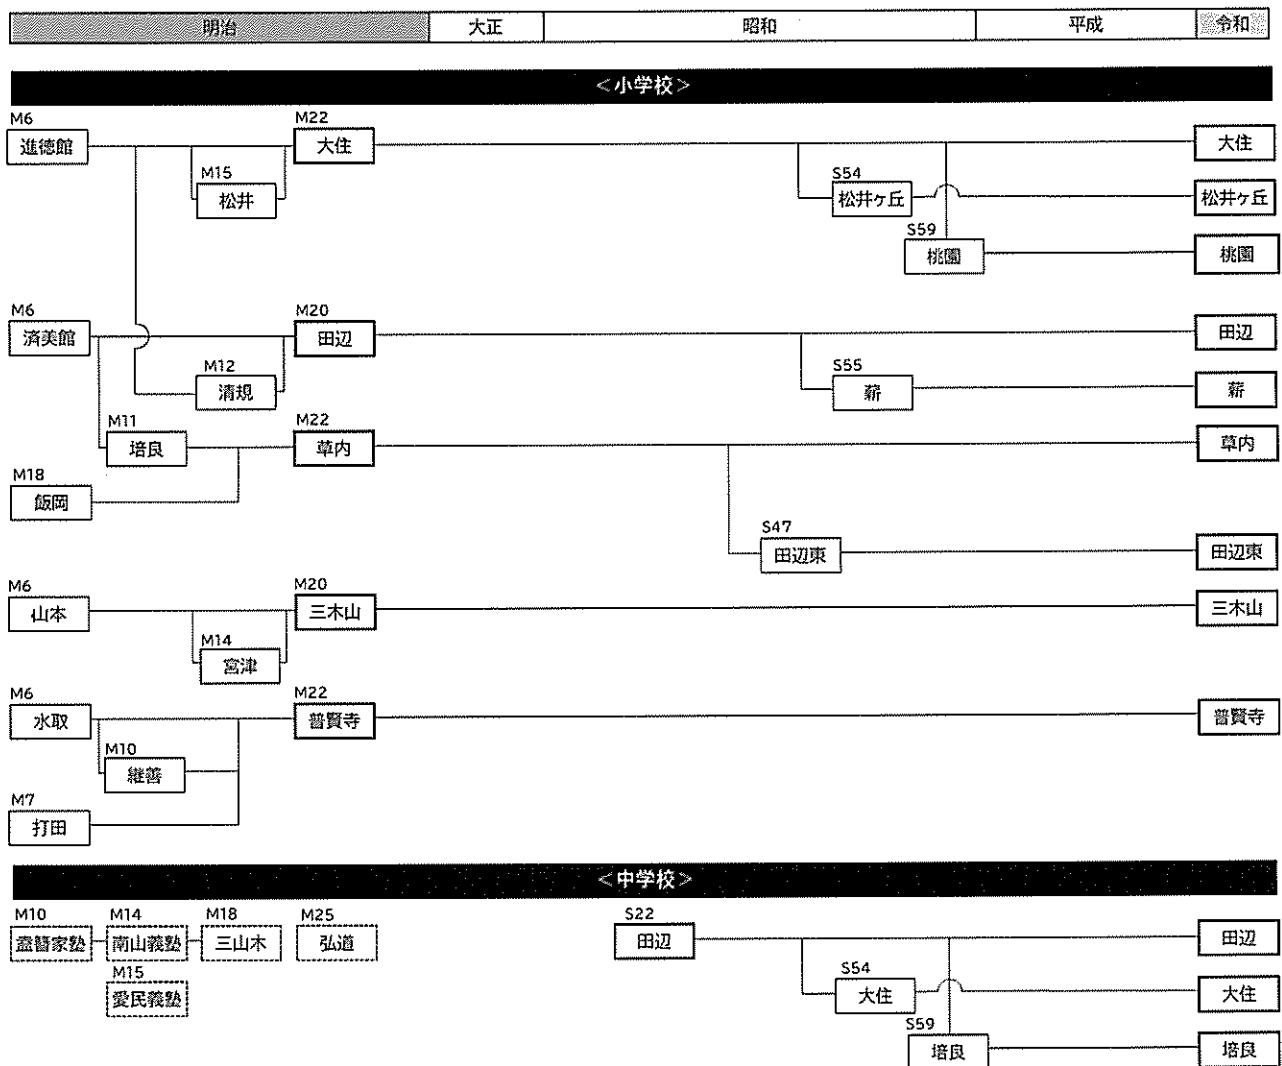 明治 大正 昭和 平成 令和
＜小学校＞
M6 M22
進徳館 大住 大住
M15 S54
松井 松井ヶ丘 松井ヶ丘
S59
桃園 桃園
M6 M20
済美館 田辺 田辺
M12 S55
清規 薪 薪
M11 M22
培良 草内 草内
M18
飯岡
S47
田辺東 田辺東
M6 M20
山本 三木山 三木山
M14
宮津
M6 M22
水取 普賢寺 普賢寺
M10
継善
M7
打田
＜中学校＞
M10 M14 M18 M25 S22
家塾 南山義塾 三山木 弘道 田辺 田辺
M15 S54
愛民義塾 大住 大住
S59
培良 培良